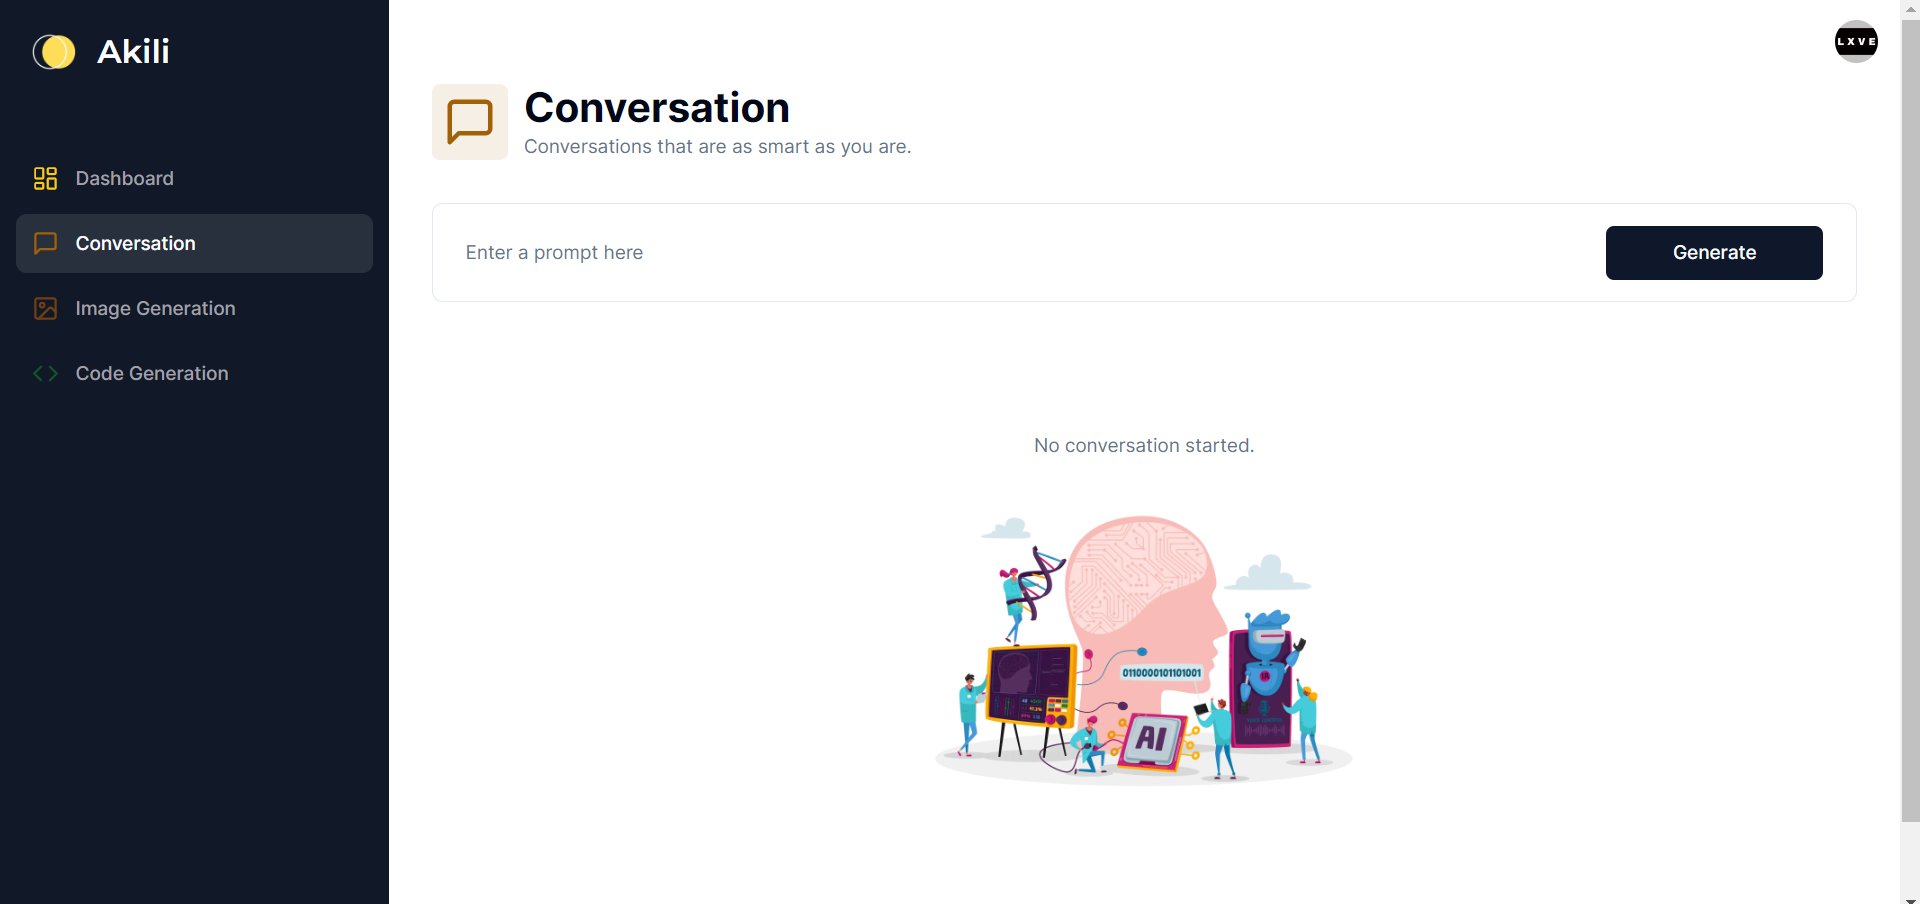 Akili
Dashboard
Conversation
Image Generation
Code Generation
LXVE
Conversation
Conversations that are as smart as you are.
Enter a prompt here
Generate
No conversation started.
0110000101101001
AI